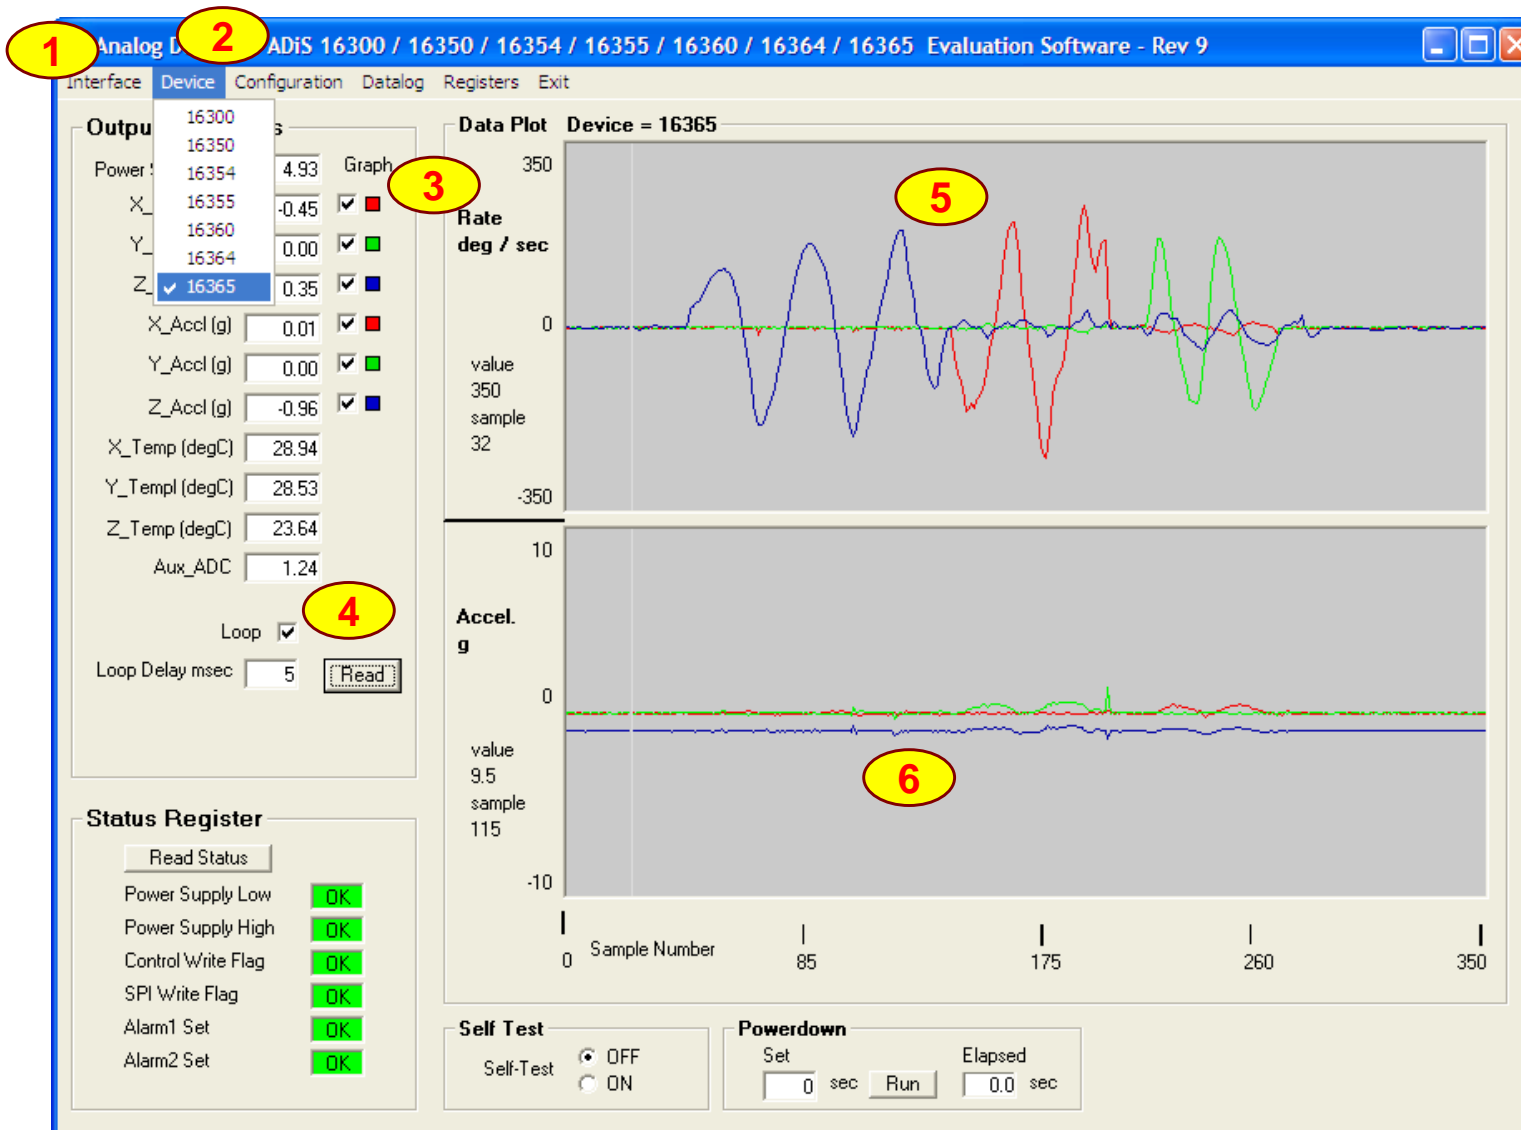 1
2
Analog D ADiS 16300 / 16350 / 16354 / 16355 / 16360 / 16364 / 16365 Evaluation Software - Rev 9
Interface Device Configuration Datalog Registers Exit
16300
16350
16354
16355
16360
16364
16365
Outpu s
Power 4.93 Graph
X_ -0.45
Y_ 0.00
Z_ 0.35
X_Accl (g) 0.01
Y_Accl (g) 0.00
Z_Accl (g) -0.96
X_Temp (degC) 28.94
Y_Templ (degC) 28.53
Z_Temp (degC) 23.64
Aux_ADC 1.24
3
4
Loop
Loop Delay msec 5 Read
Status Register
Read Status
Power Supply Low OK
Power Supply High OK
Control Write Flag OK
SPI Write Flag OK
Alarm1 Set OK
Alarm2 Set OK
Data Plot Device = 16365
350
Rate
deg / sec
0
value
350
sample
32
-350
5
10
Accel.
g
0
value
9.5
sample
115
-10
6
0 Sample Number 85 175 260 350
Self Test
Self-Test OFF
ON
Powerdown
Set Elapsed
0 sec Run 0.0 sec